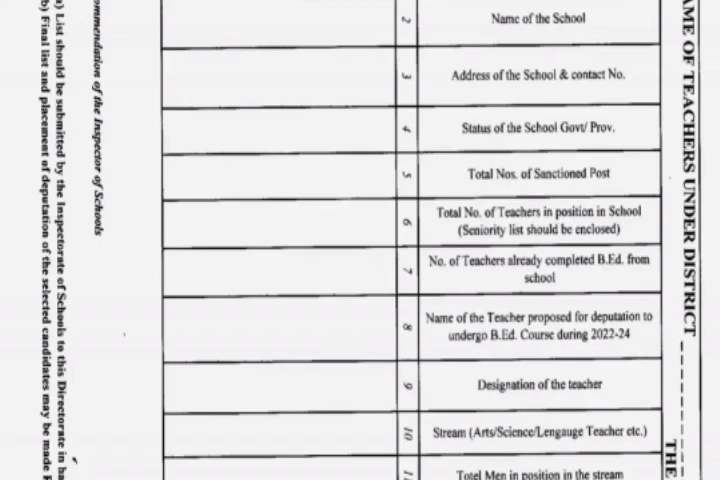 AME OF TEACHERS UNDER DISTRICT
THE
2
Name of the School
3
Address of the School & contact No.
4
Status of the School Govt/ Prov.
5
Total Nos. of Sanctioned Post
6
Total No. of Teachers in position in School
(Seniority list should be enclosed)
7
No. of Teachers already completed B.Ed. from
school
8
Name of the Teacher proposed for deputation to
undergo B.Ed. Course during 2022-24
9
Designation of the teacher
10
Stream (Arts/Science/Lengauge Teacher etc.)
11
Totel Men in position in the stream
ommendation of the Inspector of Schools
a) List should be submitted by the Inspectorate of Schools to this Directorate in ha
b) Final list and placement of deputation of the selected candidates may be made